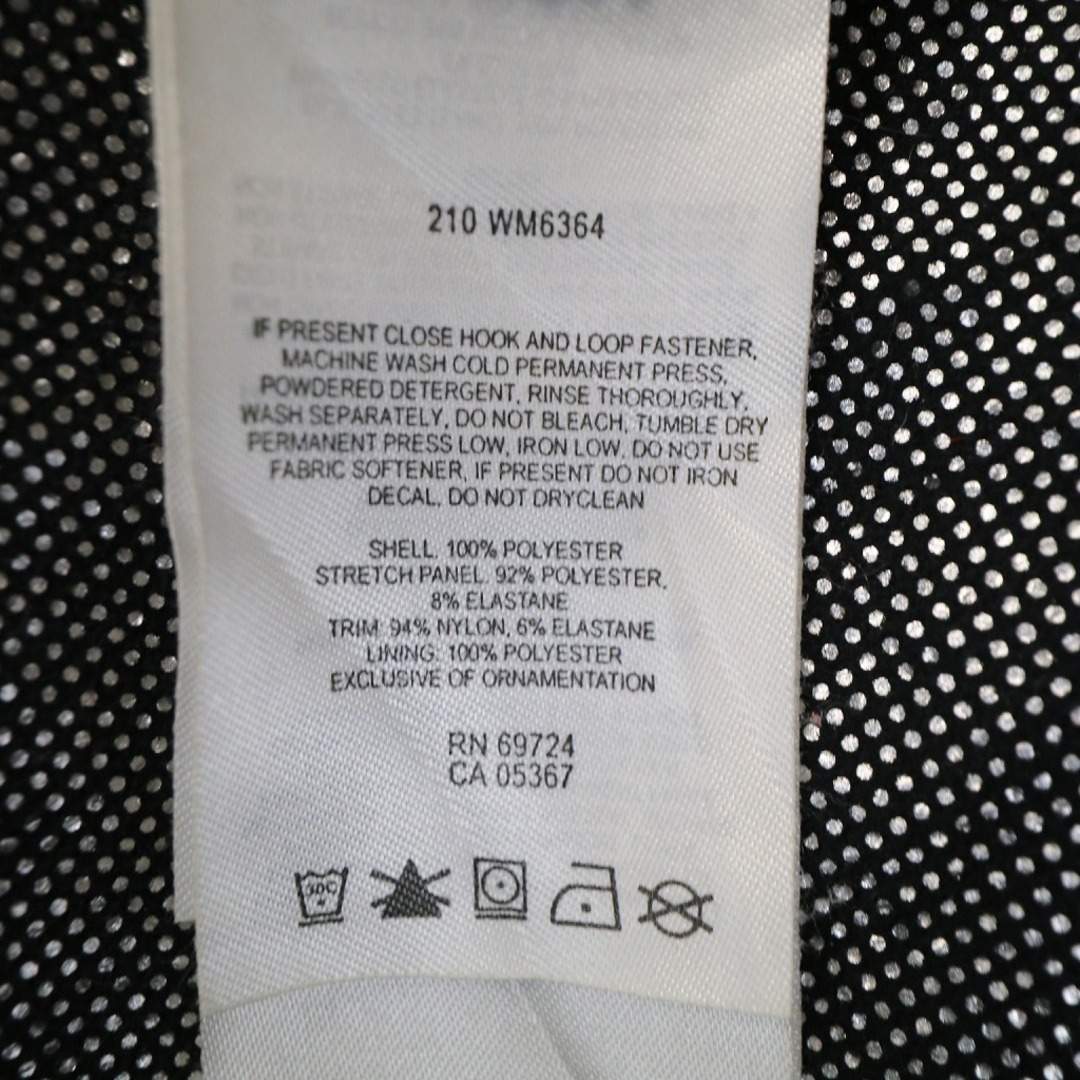 210 WM6364
IF PRESENT CLOSE HOOK AND LOOP FASTENER,
MACHINE WASH COLD PERMANENT PRESS,
POWDERED DETERGENT, RINSE THOROUGHLY,
WASH SEPARATELY, DO NOT BLEACH, TUMBLE DRY
PERMANENT PRESS LOW, IRON LOW, DO NOT USE
FABRIC SOFTENER, IF PRESENT DO NOT IRON
DECAL, DO NOT DRYCLEAN
SHELL: 100% POLYESTER
STRETCH PANEL: 92% POLYESTER,
8% ELASTANE
TRIM: 94% NYLON, 6% ELASTANE
LINING: 100% POLYESTER
EXCLUSIVE OF ORNAMENTATION
RN 69724
CA 05367
30C